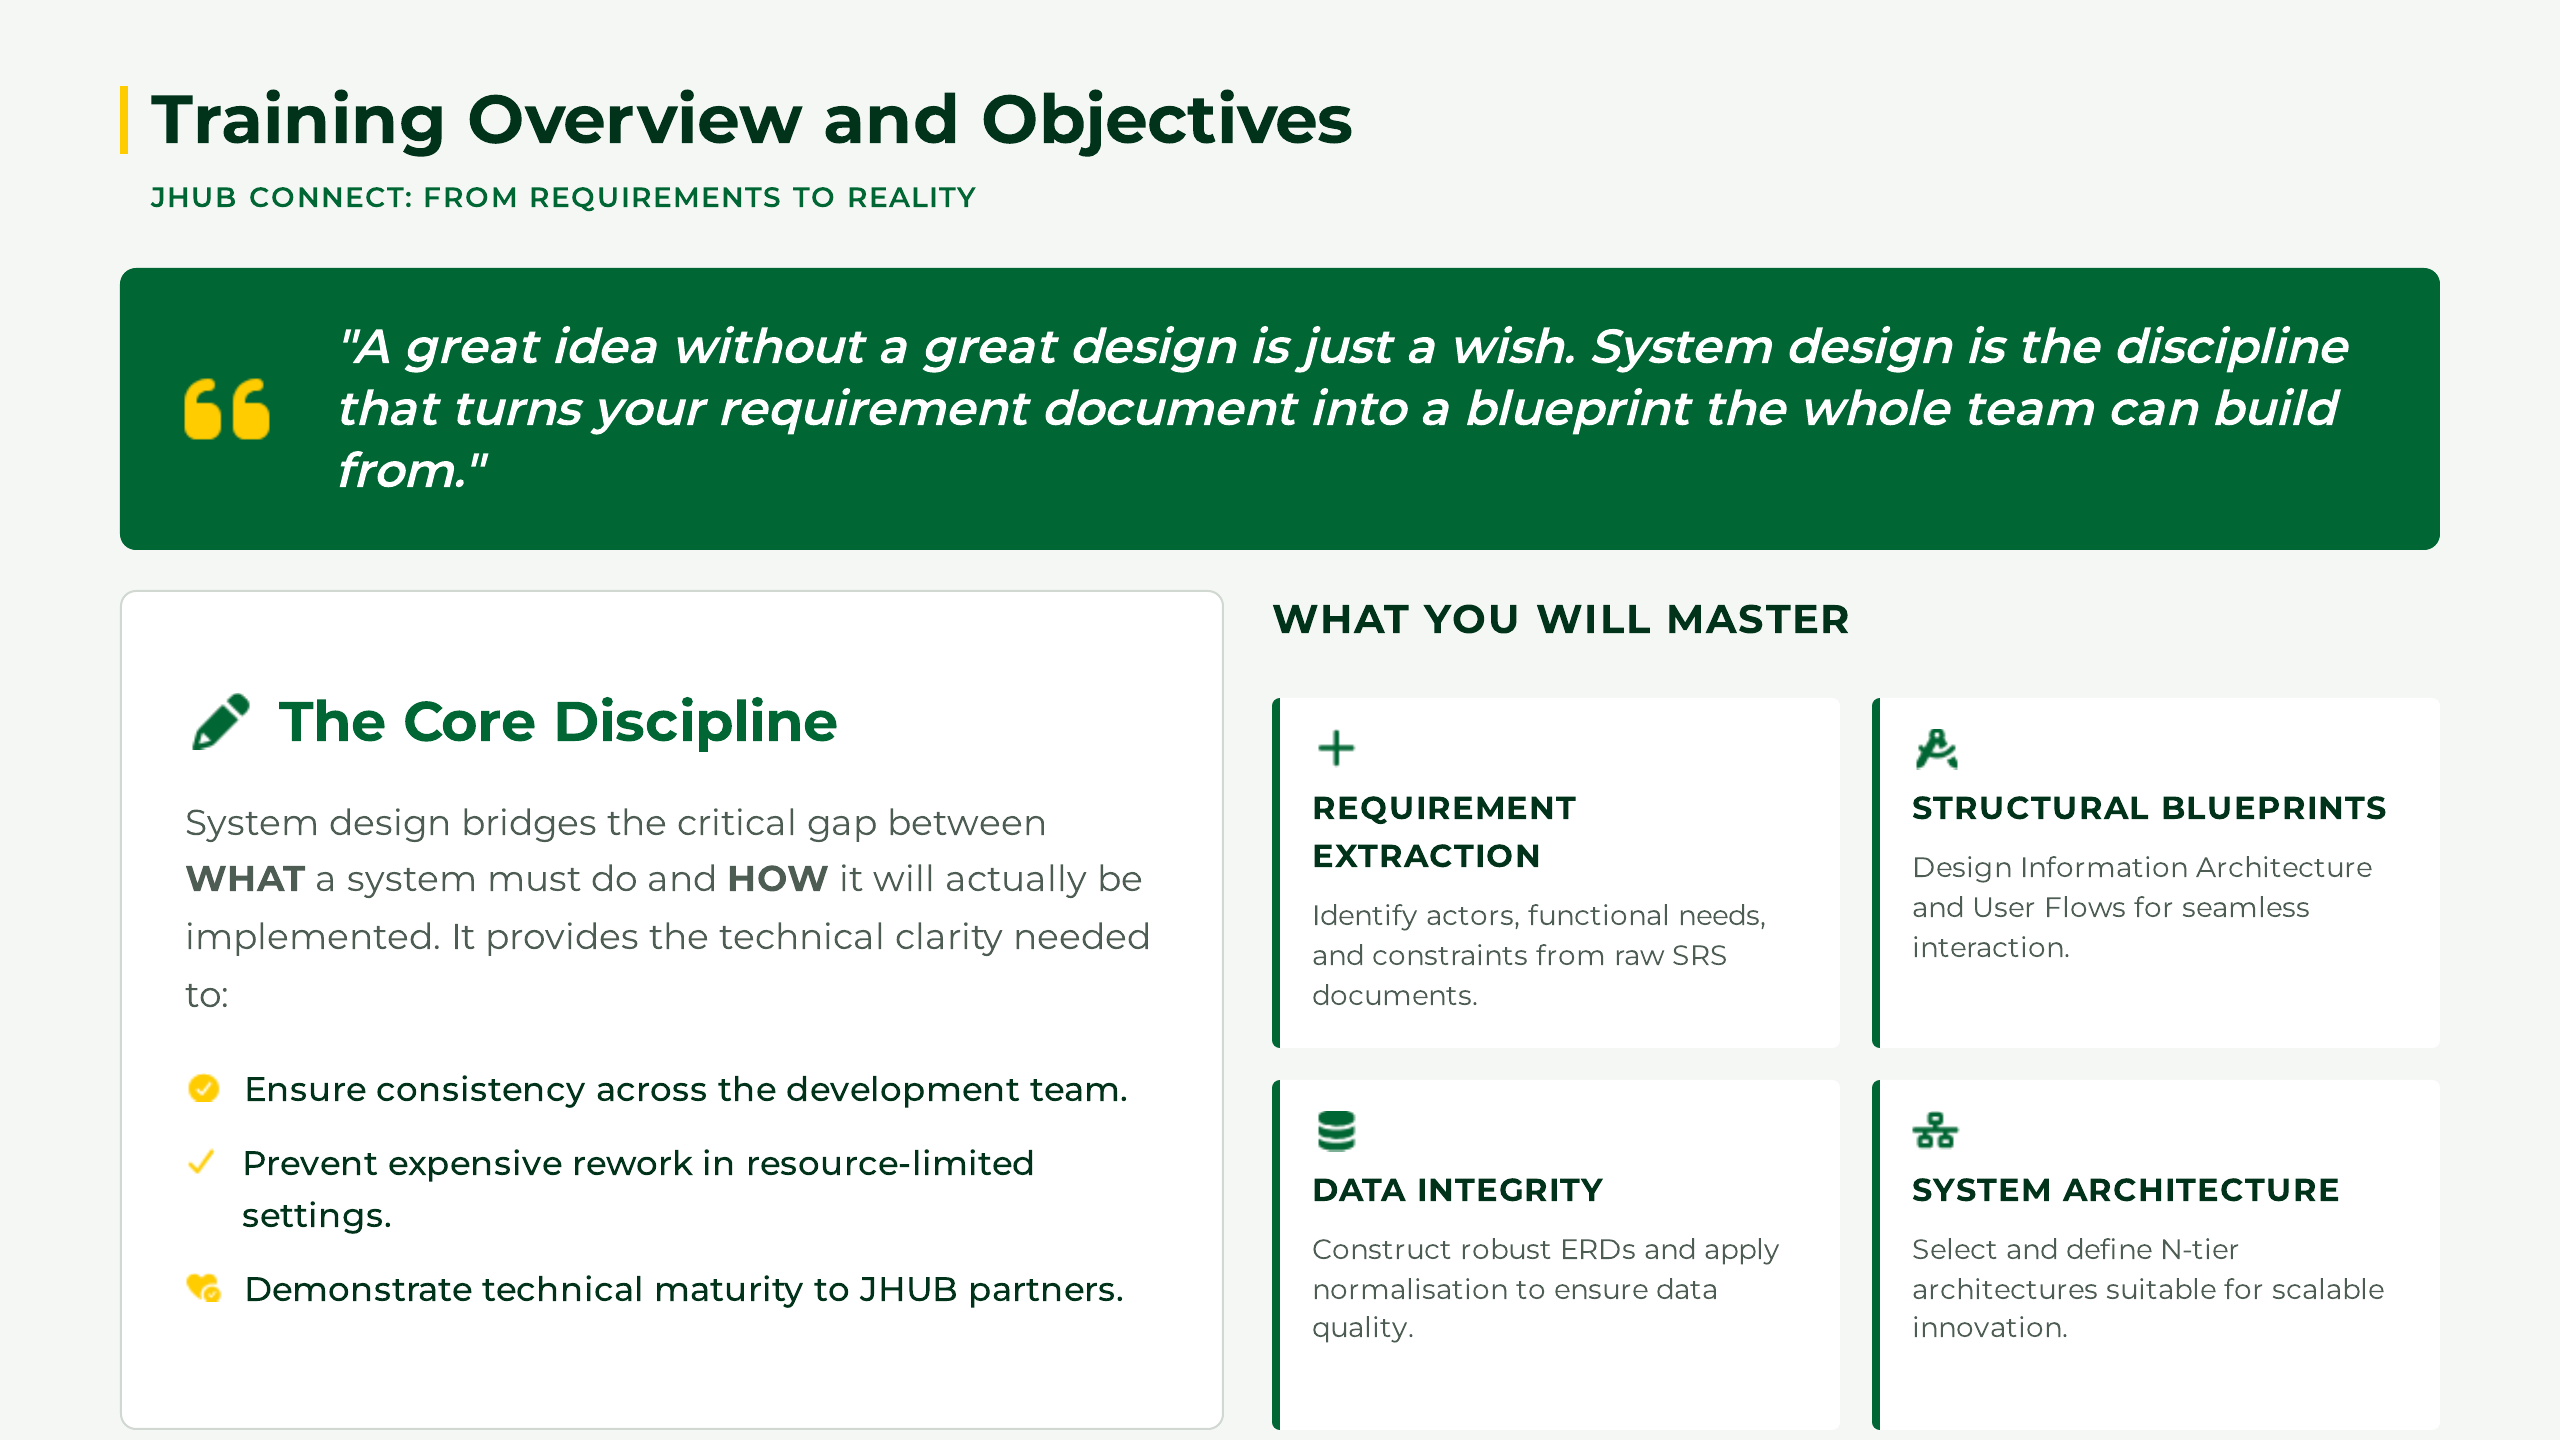 Training Overview and Objectives
JHUB CONNECT: FROM REQUIREMENTS TO REALITY
"A great idea without a great design is just a wish. System design is the discipline
that turns your requirement document into a blueprint the whole team can build
from."
The Core Discipline
System design bridges the critical gap between
WHAT a system must do and HOW it will actually be
implemented. It provides the technical clarity needed
to:
Ensure consistency across the development team.
Prevent expensive rework in resource-limited
settings.
Demonstrate technical maturity to JHUB partners.
WHAT YOU WILL MASTER
REQUIREMENT
EXTRACTION
Identify actors, functional needs,
and constraints from raw SRS
documents.
STRUCTURAL BLUEPRINTS
Design Information Architecture
and User Flows for seamless
interaction.
DATA INTEGRITY
Construct robust ERDs and apply
normalisation to ensure data
quality.
SYSTEM ARCHITECTURE
Select and define N-tier
architectures suitable for scalable
innovation.